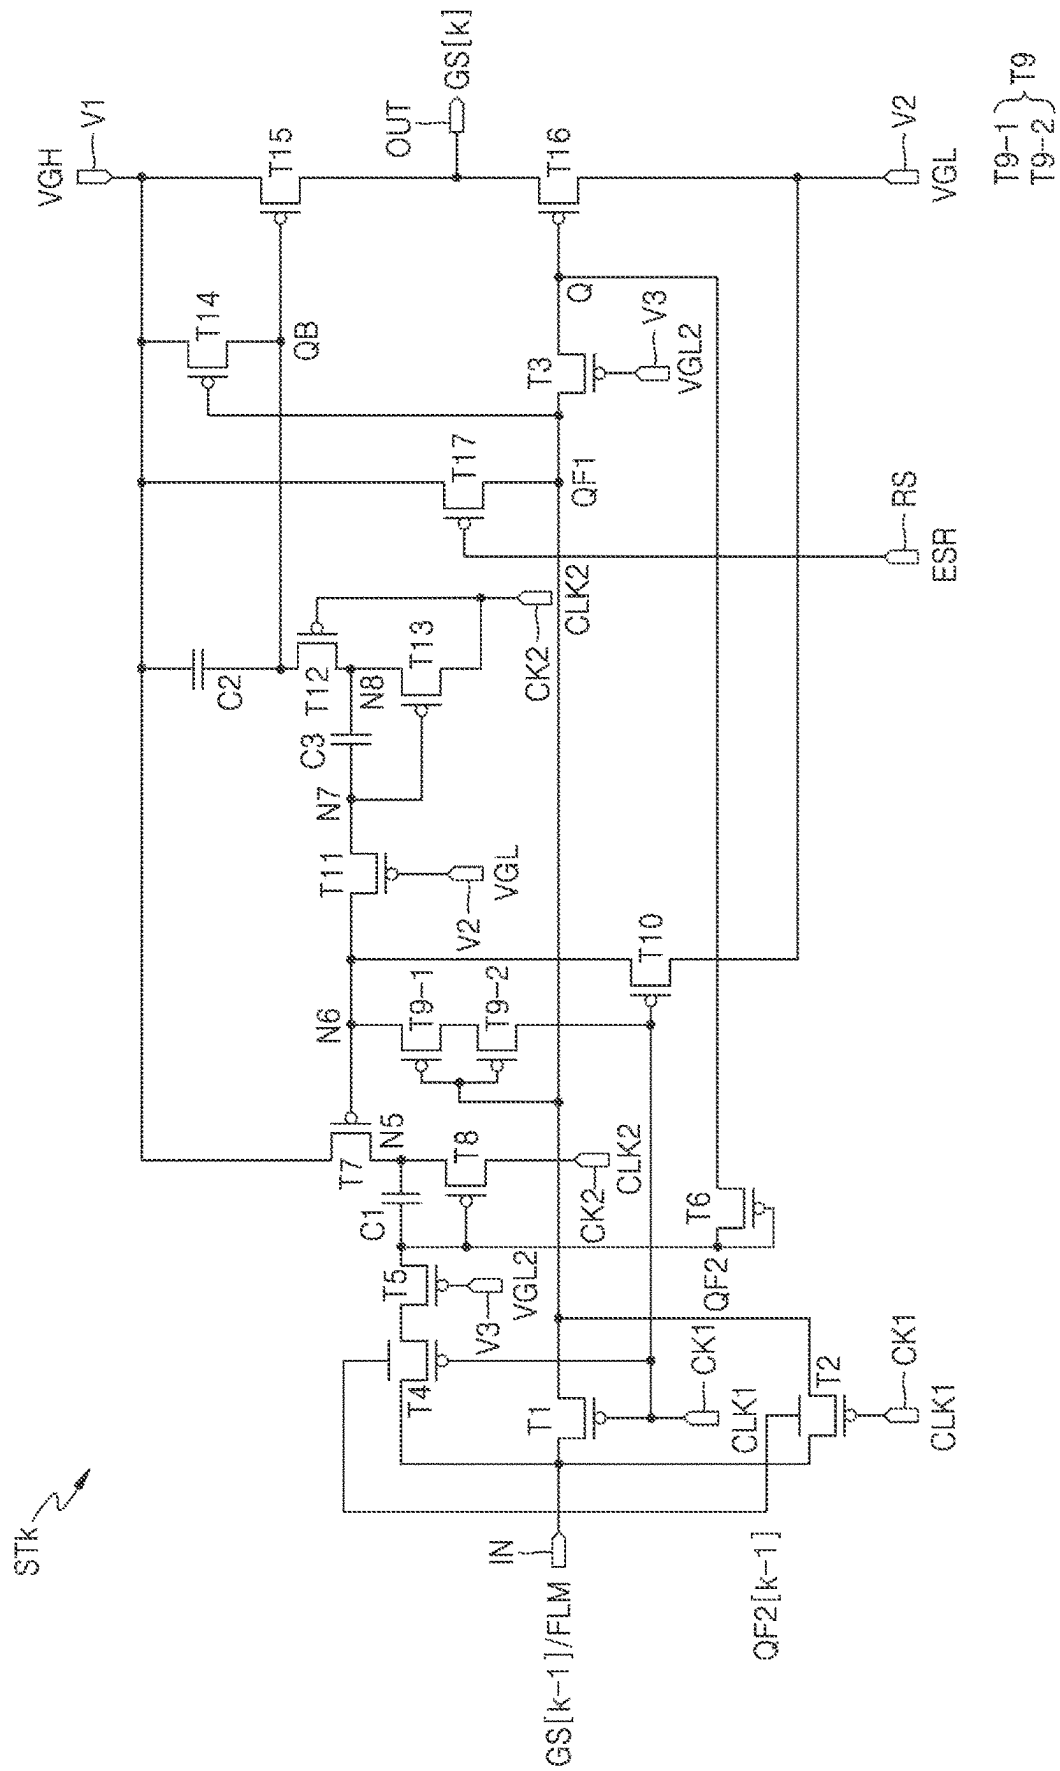 STk
VGH
V1
T14
T15
OUT
GS[k]
QB
C2
T12
N8
T13
CK2
CLK2
C3
N7
T11
V2
VGL
T17
QF1
T3
V3
VGL2
Q
T16
V2
VGL
RS
ESR
N6
T9-1
T9-2
T10
T7
N5
T8
CK2
CLK2
C1
T5
V3
VGL2
T4
T6
QF2
T1
CK1
CLK1
T2
CK1
CLK1
IN
GS[k-1]/FLM
QF2[k-1]
T9-1
T9-2
T9